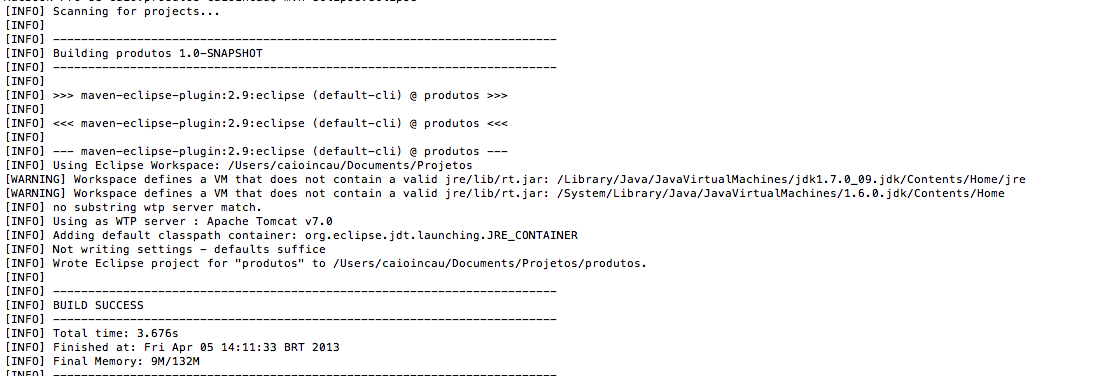 [INFO] Scanning for projects...
[INFO]
[INFO] ------------------------------------------------------------------------
[INFO] Building produtos 1.0-SNAPSHOT
[INFO] ------------------------------------------------------------------------
[INFO]
[INFO] >>> maven-eclipse-plugin:2.9:eclipse (default-cli) @ produtos >>>
[INFO]
[INFO] <<< maven-eclipse-plugin:2.9:eclipse (default-cli) @ produtos <<<
[INFO]
[INFO] --- maven-eclipse-plugin:2.9:eclipse (default-cli) @ produtos ---
[INFO] Using Eclipse Workspace: /Users/caioincau/Documents/Projetos
[WARNING] Workspace defines a VM that does not contain a valid jre/lib/rt.jar: /Library/Java/JavaVirtualMachines/jdk1.7.0_09.jdk/Contents/Home/jre
[WARNING] Workspace defines a VM that does not contain a valid jre/lib/rt.jar: /System/Library/Java/JavaVirtualMachines/1.6.0.jdk/Contents/Home
[INFO] no substring wtp server match.
[INFO] Using as WTP server : Apache Tomcat v7.0
[INFO] Adding default classpath container: org.eclipse.jdt.launching.JRE_CONTAINER
[INFO] Not writing settings - defaults suffice
[INFO] Wrote Eclipse project for "produtos" to /Users/caioincau/Documents/Projetos/produtos.
[INFO]
[INFO] ------------------------------------------------------------------------
[INFO] BUILD SUCCESS
[INFO] ------------------------------------------------------------------------
[INFO] Total time: 3.676s
[INFO] Finished at: Fri Apr 05 14:11:33 BRT 2013
[INFO] Final Memory: 9M/132M
[INFO] ------------------------------------------------------------------------